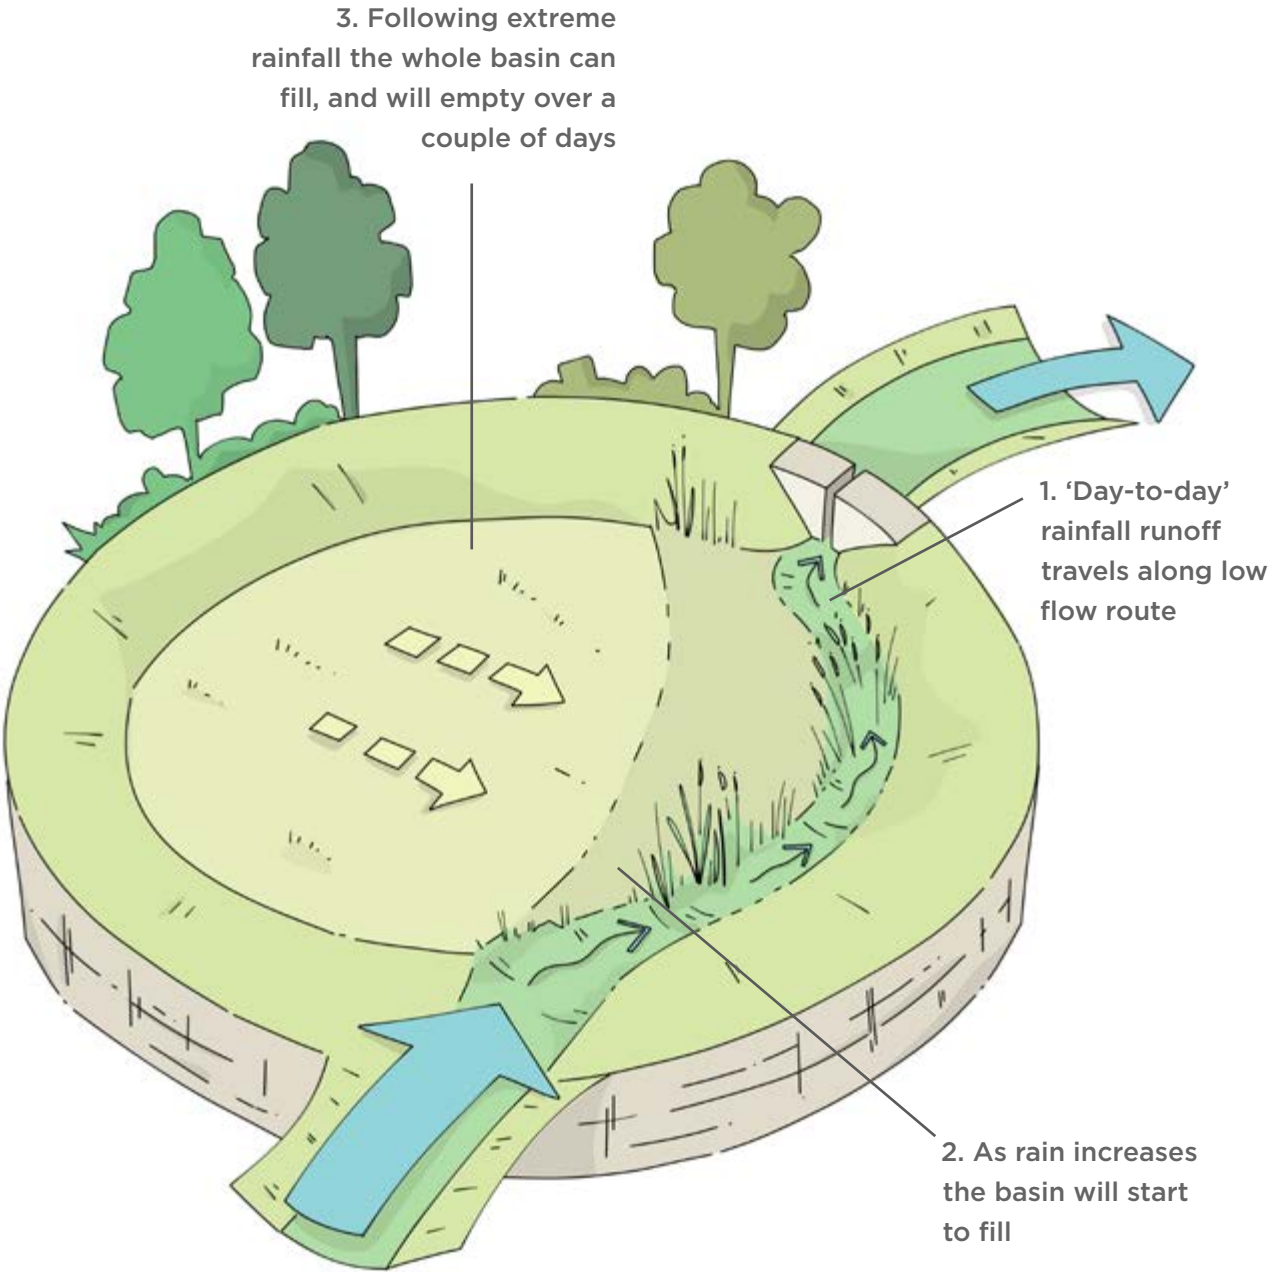 3. Following extreme
rainfall the whole basin can
fill, and will empty over a
couple of days
1. ‘Day-to-day’
rainfall runoff
travels along low
flow route
2. As rain increases
the basin will start
to fill